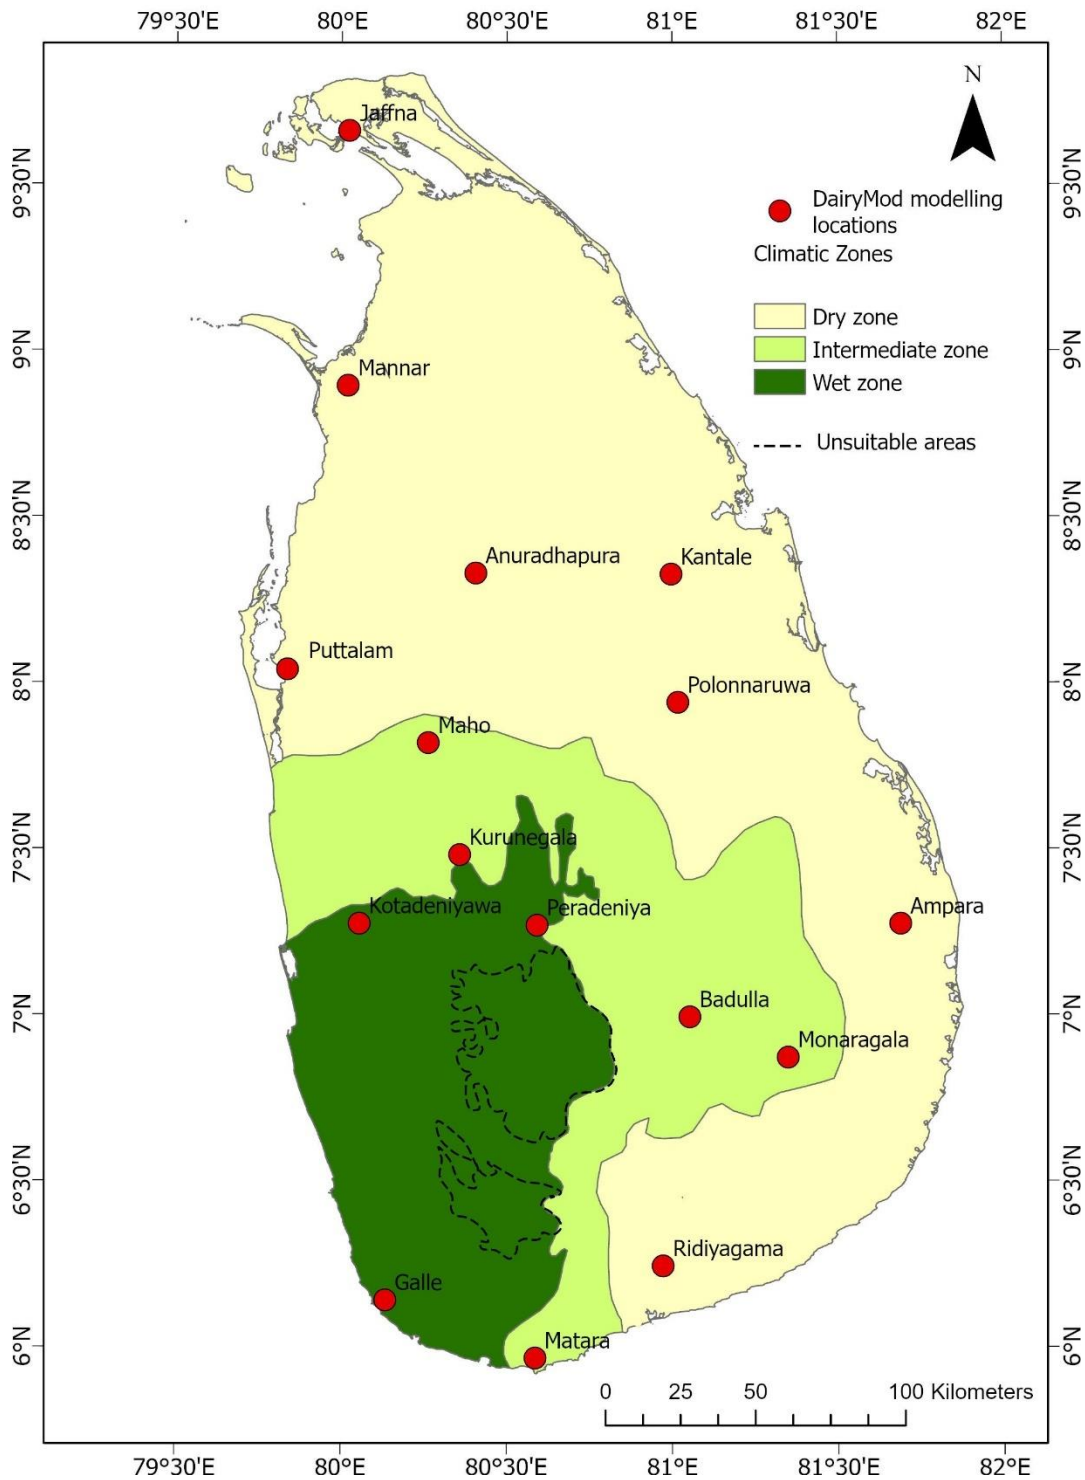 79°30'E 80°E 80°30'E 81°E 81°30'E 82°E
N
Jaffna
9°30'N 9°30'N
DairyMod modelling
locations
Climatic Zones
Dry zone
9°N 9°N
Intermediate zone
Mannar
Wet zone
Unsuitable areas
8°30'N 8°30'N
Anuradhapura Kantale
Puttalam
8°N 8°N
Polonnaruwa
Maho
7°30'N 7°30'N
Kurunegala
Kotadeniyawa Peradeniya Ampara
Badulla
7°N 7°N
Monaragala
6°30'N 6°30'N
Ridiyagama
Galle
6°N 6°N
Matara
0 25 50 100 Kilometers
79°30'E 80°E 80°30'E 81°E 81°30'E 82°E